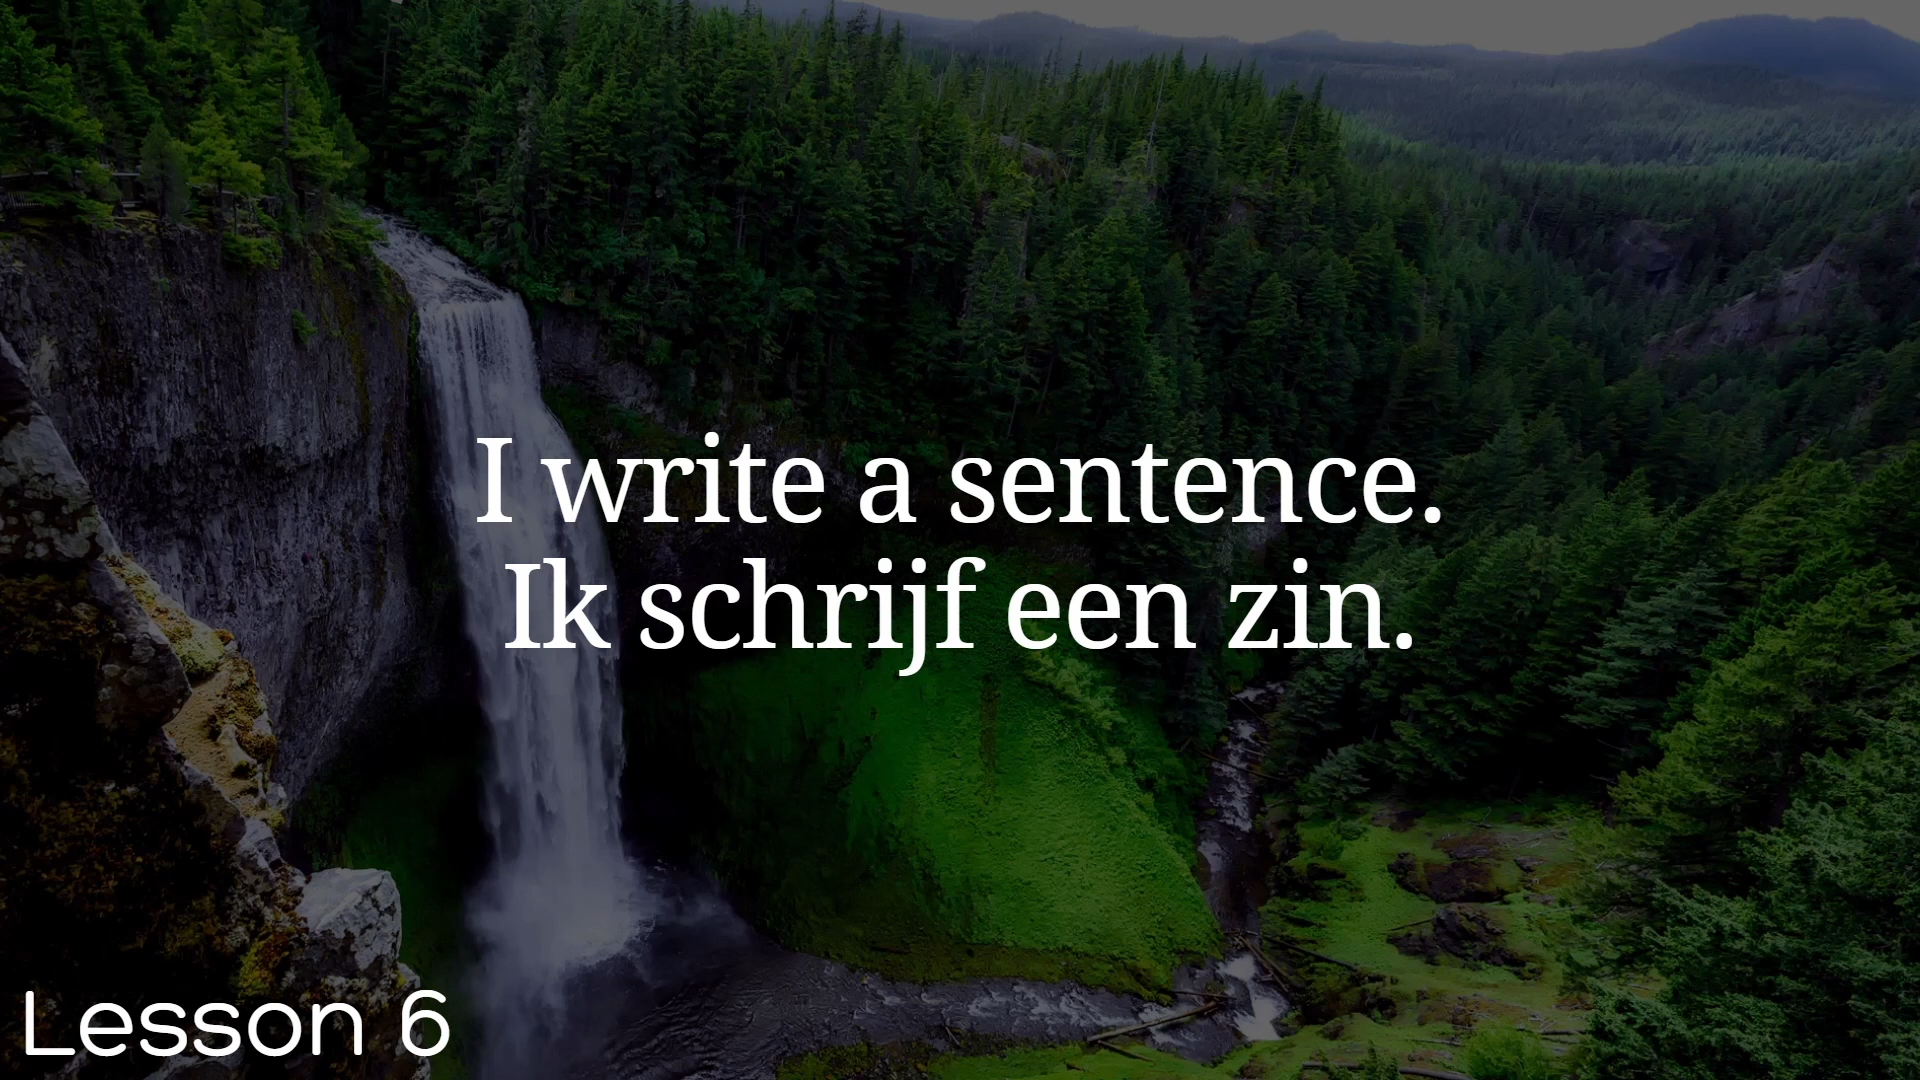 I write a sentence.
Ik schrijf een zin.
Lesson 6